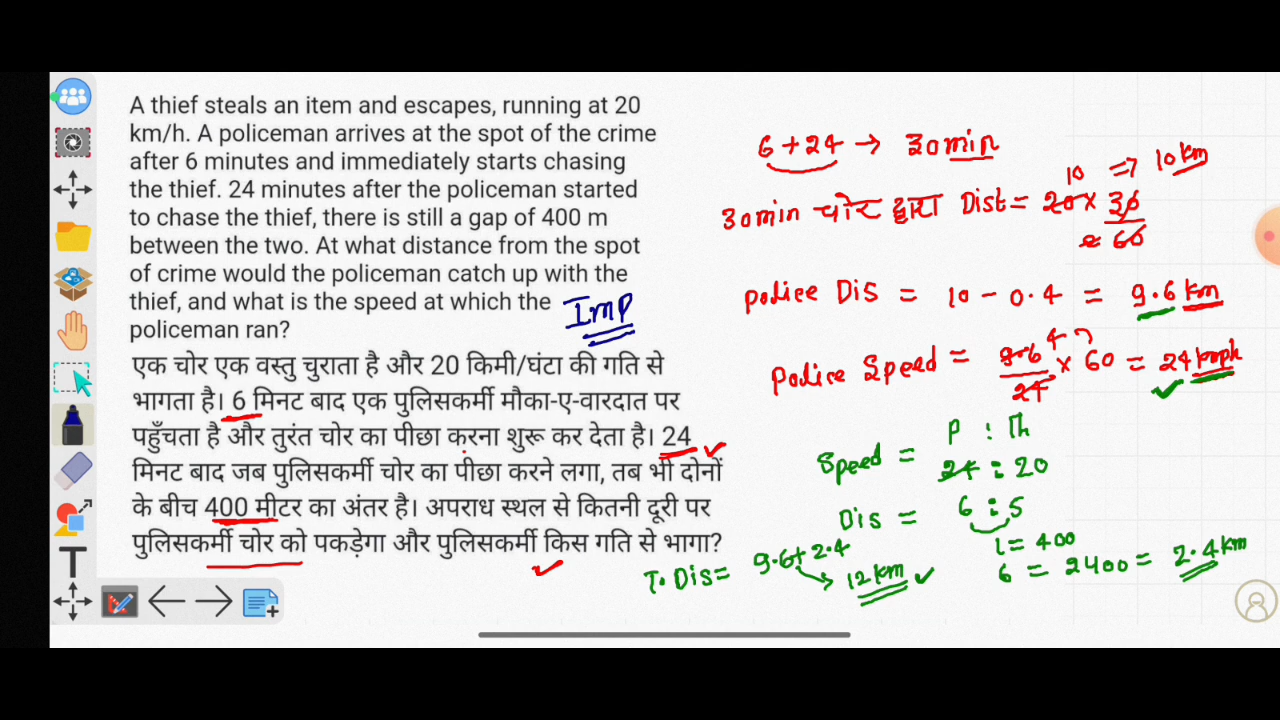 A thief steals an item and escapes, running at 20
km/h. A policeman arrives at the spot of the crime
after 6 minutes and immediately starts chasing
the thief. 24 minutes after the policeman started
to chase the thief, there is still a gap of 400 m
between the two. At what distance from the spot
of crime would the policeman catch up with the
thief, and what is the speed at which the
policeman ran?
Imp
एक चोर एक वस्तु चुराता है और 20 किमी/घंटा की गति से
भागता है। 6 मिनट बाद एक पुलिसकर्मी मौका-ए-वारदात पर
पहुँचता है और तुरंत चोर का पीछा करना शुरू कर देता है। 24
मिनट बाद जब पुलिसकर्मी चोर का पीछा करने लगा, तब भी दोनों
के बीच 400 मीटर का अंतर है। अपराध स्थल से कितनी दूरी पर
पुलिसकर्मी चोर को पकड़ेगा और पुलिसकर्मी किस गति से भागा?
T
6 + 24 → 30 min
10 ⇒ 10 km
30 min चोर द्वारा Dist = 20 × 30
2 60
Police Dis = 10 - 0.4 = 9.6 km
4
Police Speed = 9.6 × 60 = 24 kmph
24
P : Th
Speed = 24 : 20
Dis = 6 : 5
1 = 400
6 = 2400 = 2.4 km
T. Dis = 9.6 + 2.4
→ 12 km